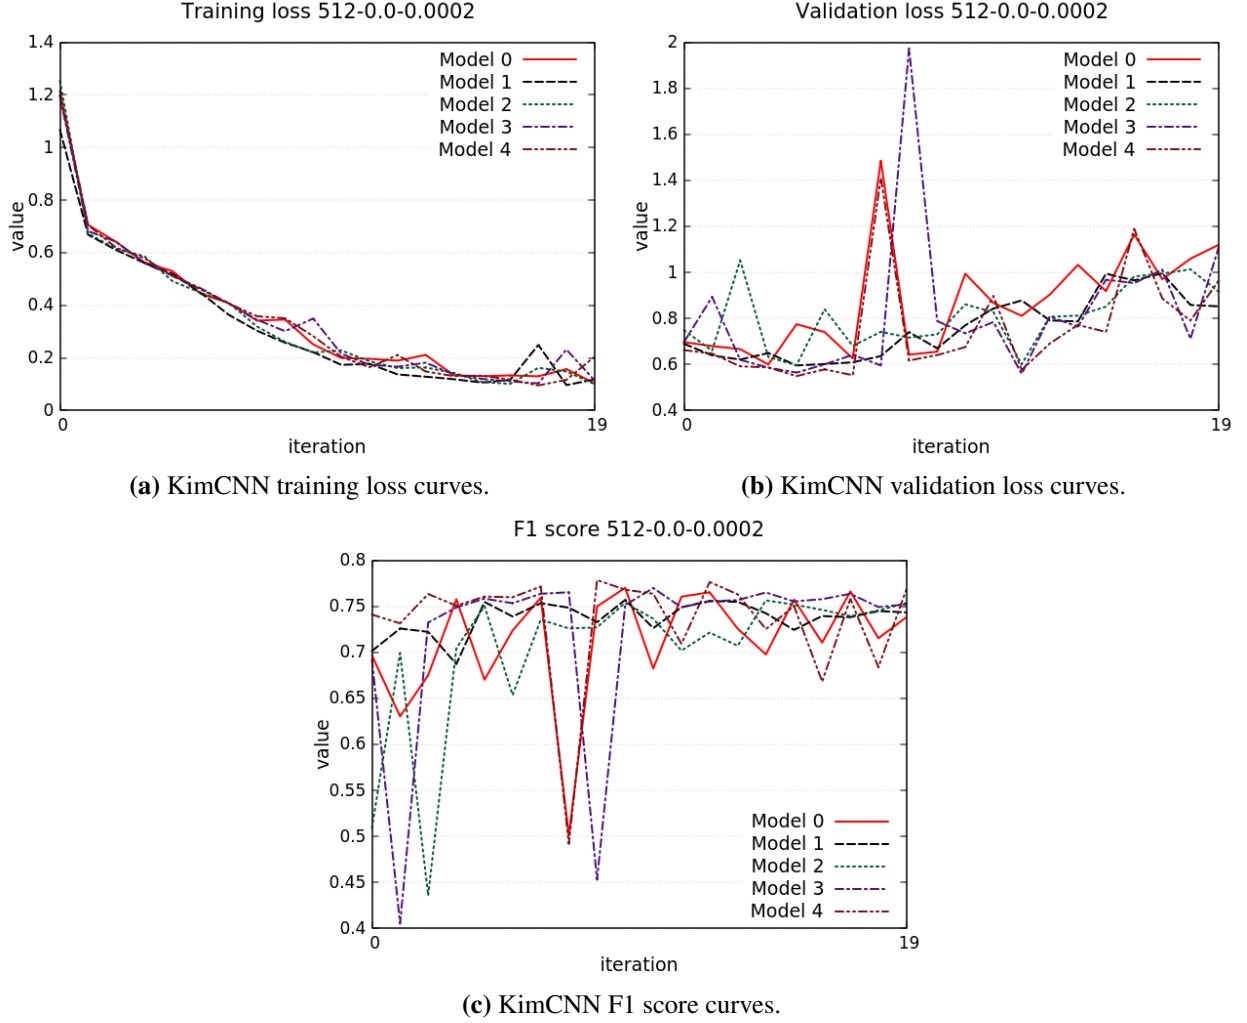 Training loss 512-0.0-0.0002
1.4
1.2
1
0.8
0.6
0.4
0.2
0
value
Model 0
Model 1
Model 2
Model 3
Model 4
0
19
iteration
(a) KimCNN training loss curves.
Validation loss 512-0.0-0.0002
2
1.8
1.6
1.4
1.2
1
0.8
0.6
0.4
value
Model 0
Model 1
Model 2
Model 3
Model 4
0
19
iteration
(b) KimCNN validation loss curves.
F1 score 512-0.0-0.0002
0.8
0.75
0.7
0.65
0.6
0.55
0.5
0.45
0.4
value
Model 0
Model 1
Model 2
Model 3
Model 4
0
19
iteration
(c) KimCNN F1 score curves.